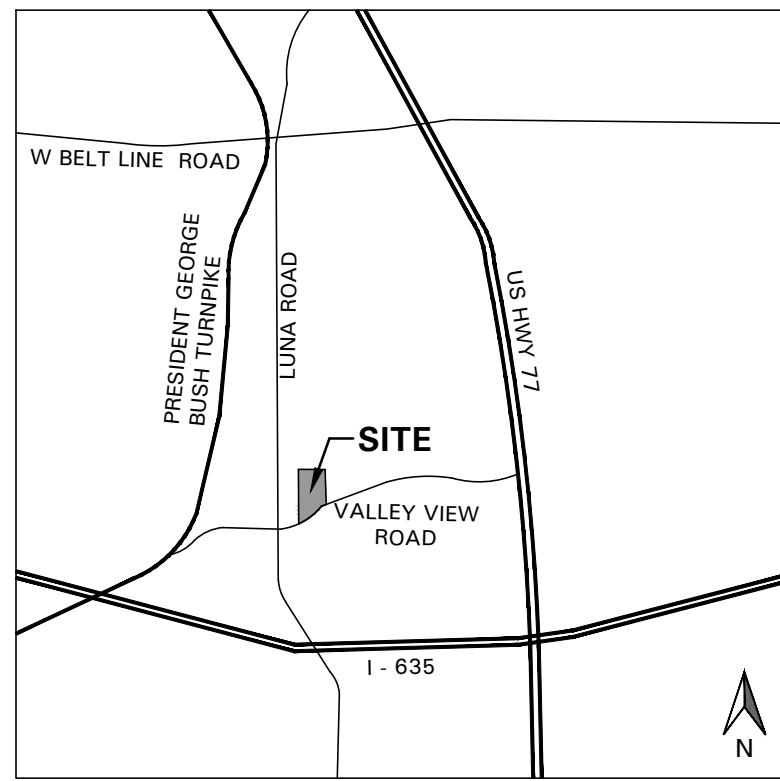 W BELT LINE ROAD
PRESIDENT GEORGE
BUSH TURNPIKE
LUNA ROAD
US HWY 77
SITE
VALLEY VIEW
ROAD
I - 635
N